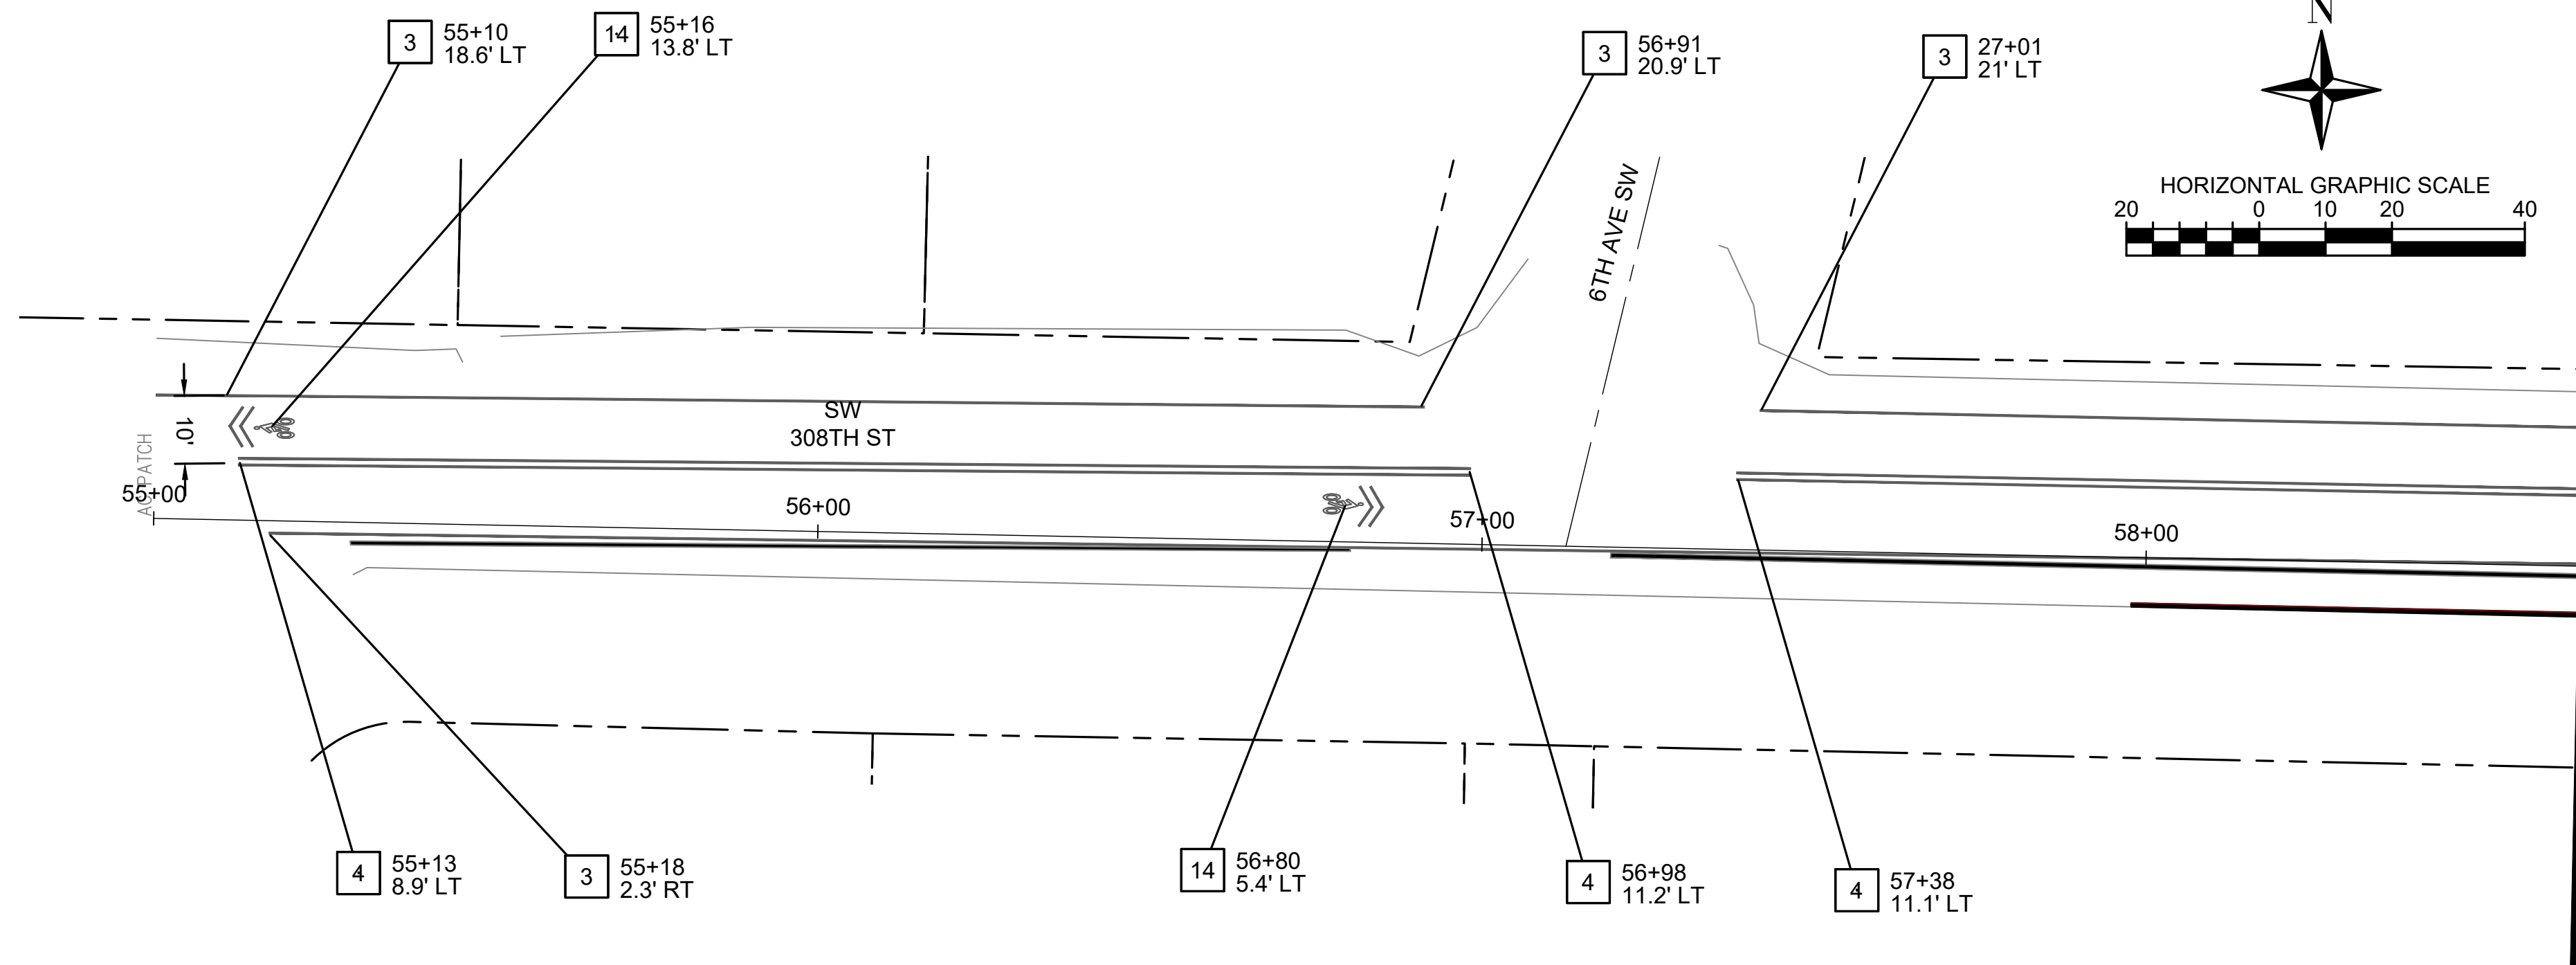 3
55+10
18.6' LT
14
55+16
13.8' LT
3
56+91
20.9' LT
3
27+01
21' LT
N
HORIZONTAL GRAPHIC SCALE
20 0 10 20 40
6TH AVE SW
SW
308TH ST
10'
AC PATCH
55+00
56+00
57+00
58+00
4
55+13
8.9' LT
3
55+18
2.3' RT
14
56+80
5.4' LT
4
56+98
11.2' LT
4
57+38
11.1' LT